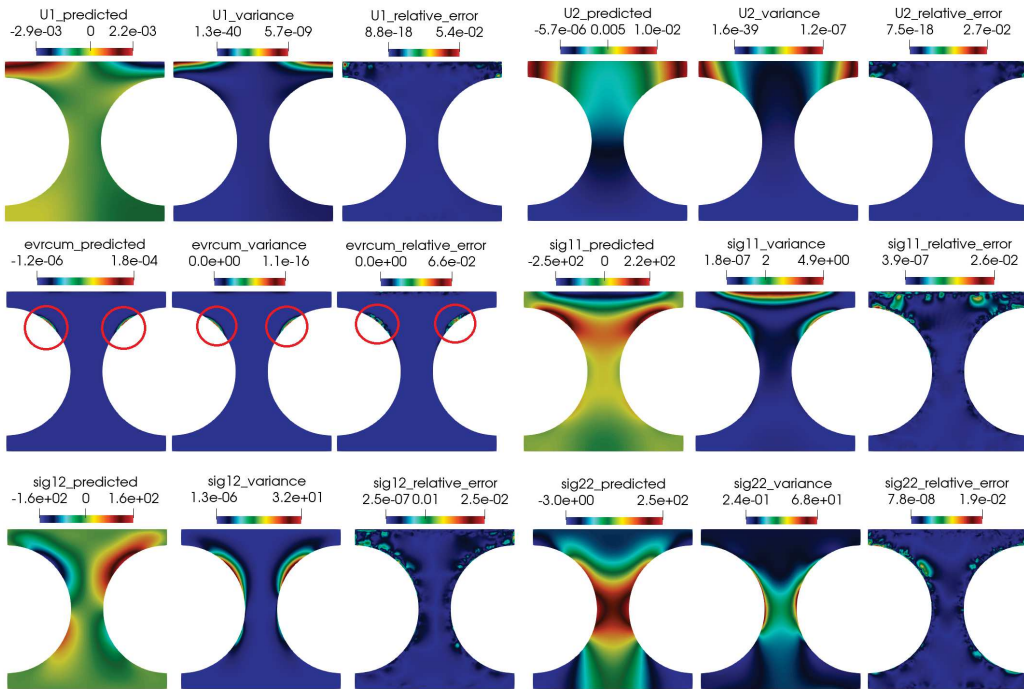 U1_predicted U1_variance U1_relative_error U2_predicted U2_variance U2_relative_error
-2.9e-03 0 2.2e-03 1.3e-40 5.7e-09 8.8e-18 5.4e-02 -5.7e-06 0.005 1.0e-02 1.6e-39 1.2e-07 7.5e-18 2.7e-02
evrcum_predicted evrcum_variance evrcum_relative_error sig11_predicted sig11_variance sig11_relative_error
-1.2e-06 1.8e-04 0.0e+00 1.1e-16 0.0e+00 6.6e-02 -2.5e+02 0 2.2e+02 1.8e-07 2 4.9e+00 3.9e-07 2.6e-02
sig12_predicted sig12_variance sig12_relative_error sig22_predicted sig22_variance sig22_relative_error
-1.6e+02 0 1.6e+02 1.3e-06 3.2e+01 2.5e-07 0.01 2.5e-02 -3.0e+00 2.5e+02 2.4e-01 6.8e+01 7.8e-08 1.9e-02